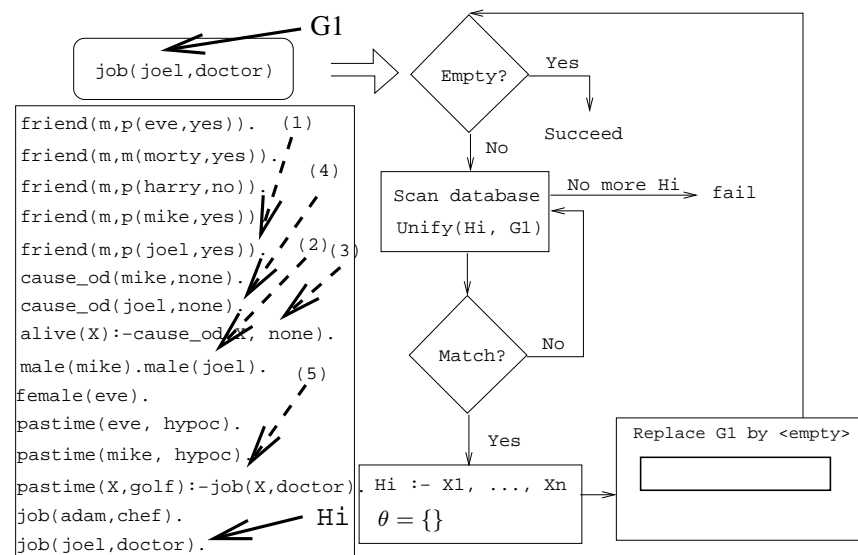 G1
job(joel,doctor)
friend(m,p(eve,yes)). (1)
friend(m,m(morty,yes)).
friend(m,p(harry,no)). (4)
friend(m,p(mike,yes))
friend(m,p(joel,yes)). (2) (3)
cause_od(mike,none).
cause_od(joel,none).
alive(X):-cause_od(X, none).
male(mike).male(joel).
female(eve). (5)
pastime(eve, hypoc).
pastime(mike, hypoc).
pastime(X,golf):-job(X,doctor).
job(adam,chef).
job(joel,doctor).
Hi
Empty?
Yes
Succeed
No
Scan database
Unify(Hi, G1)
No more Hi
fail
Match?
No
Yes
Hi :- X1, ..., Xn
θ = {}
Replace G1 by <empty>